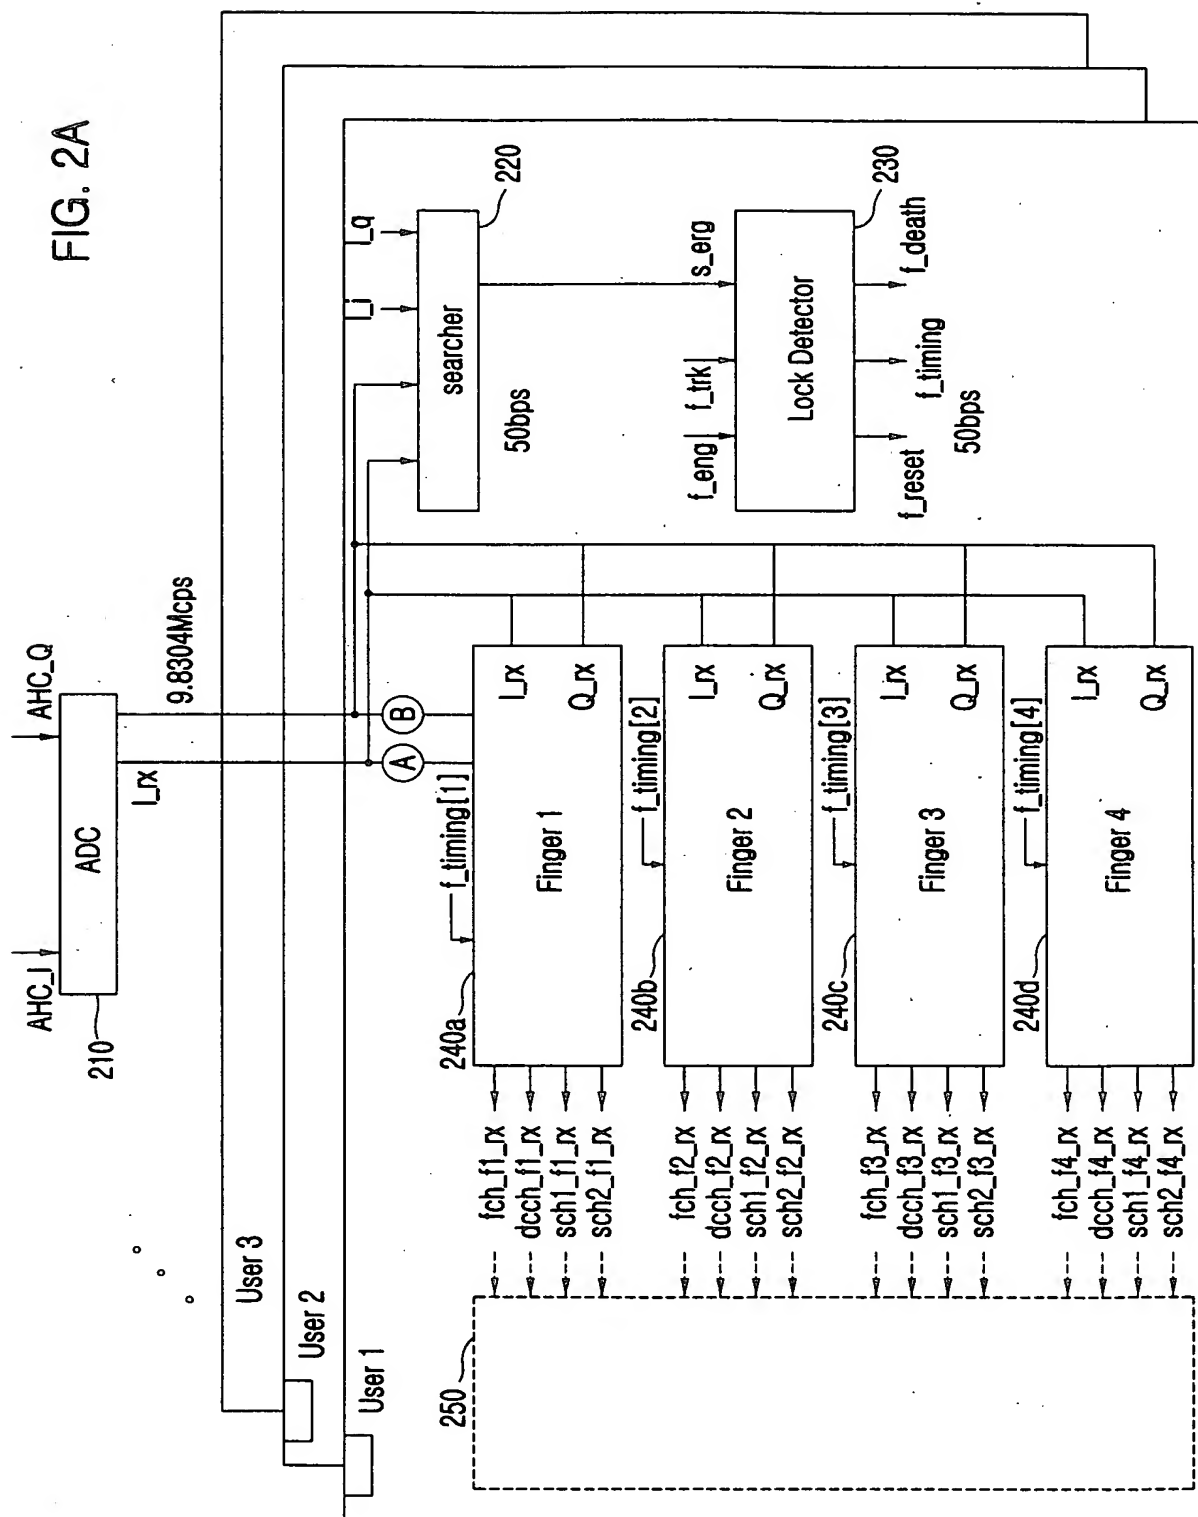 FIG. 2A
AHC_I
AHC_Q
210
ADC
I_rx
9.8304Mcps
User 3
User 2
User 1
A
B
I_i
I_q
searcher
220
50bps
s_erg
f_eng
f_trk
Lock Detector
230
f_reset
f_timing
f_death
50bps
240a
f_timing[1]
Finger 1
I_rx
Q_rx
fch_f1_rx
dcch_f1_rx
sch1_f1_rx
sch2_f1_rx
240b
f_timing[2]
Finger 2
I_rx
Q_rx
fch_f2_rx
dcch_f2_rx
sch1_f2_rx
sch2_f2_rx
240c
f_timing[3]
Finger 3
I_rx
Q_rx
fch_f3_rx
dcch_f3_rx
sch1_f3_rx
sch2_f3_rx
240d
f_timing[4]
Finger 4
I_rx
Q_rx
fch_f4_rx
dcch_f4_rx
sch1_f4_rx
sch2_f4_rx
250